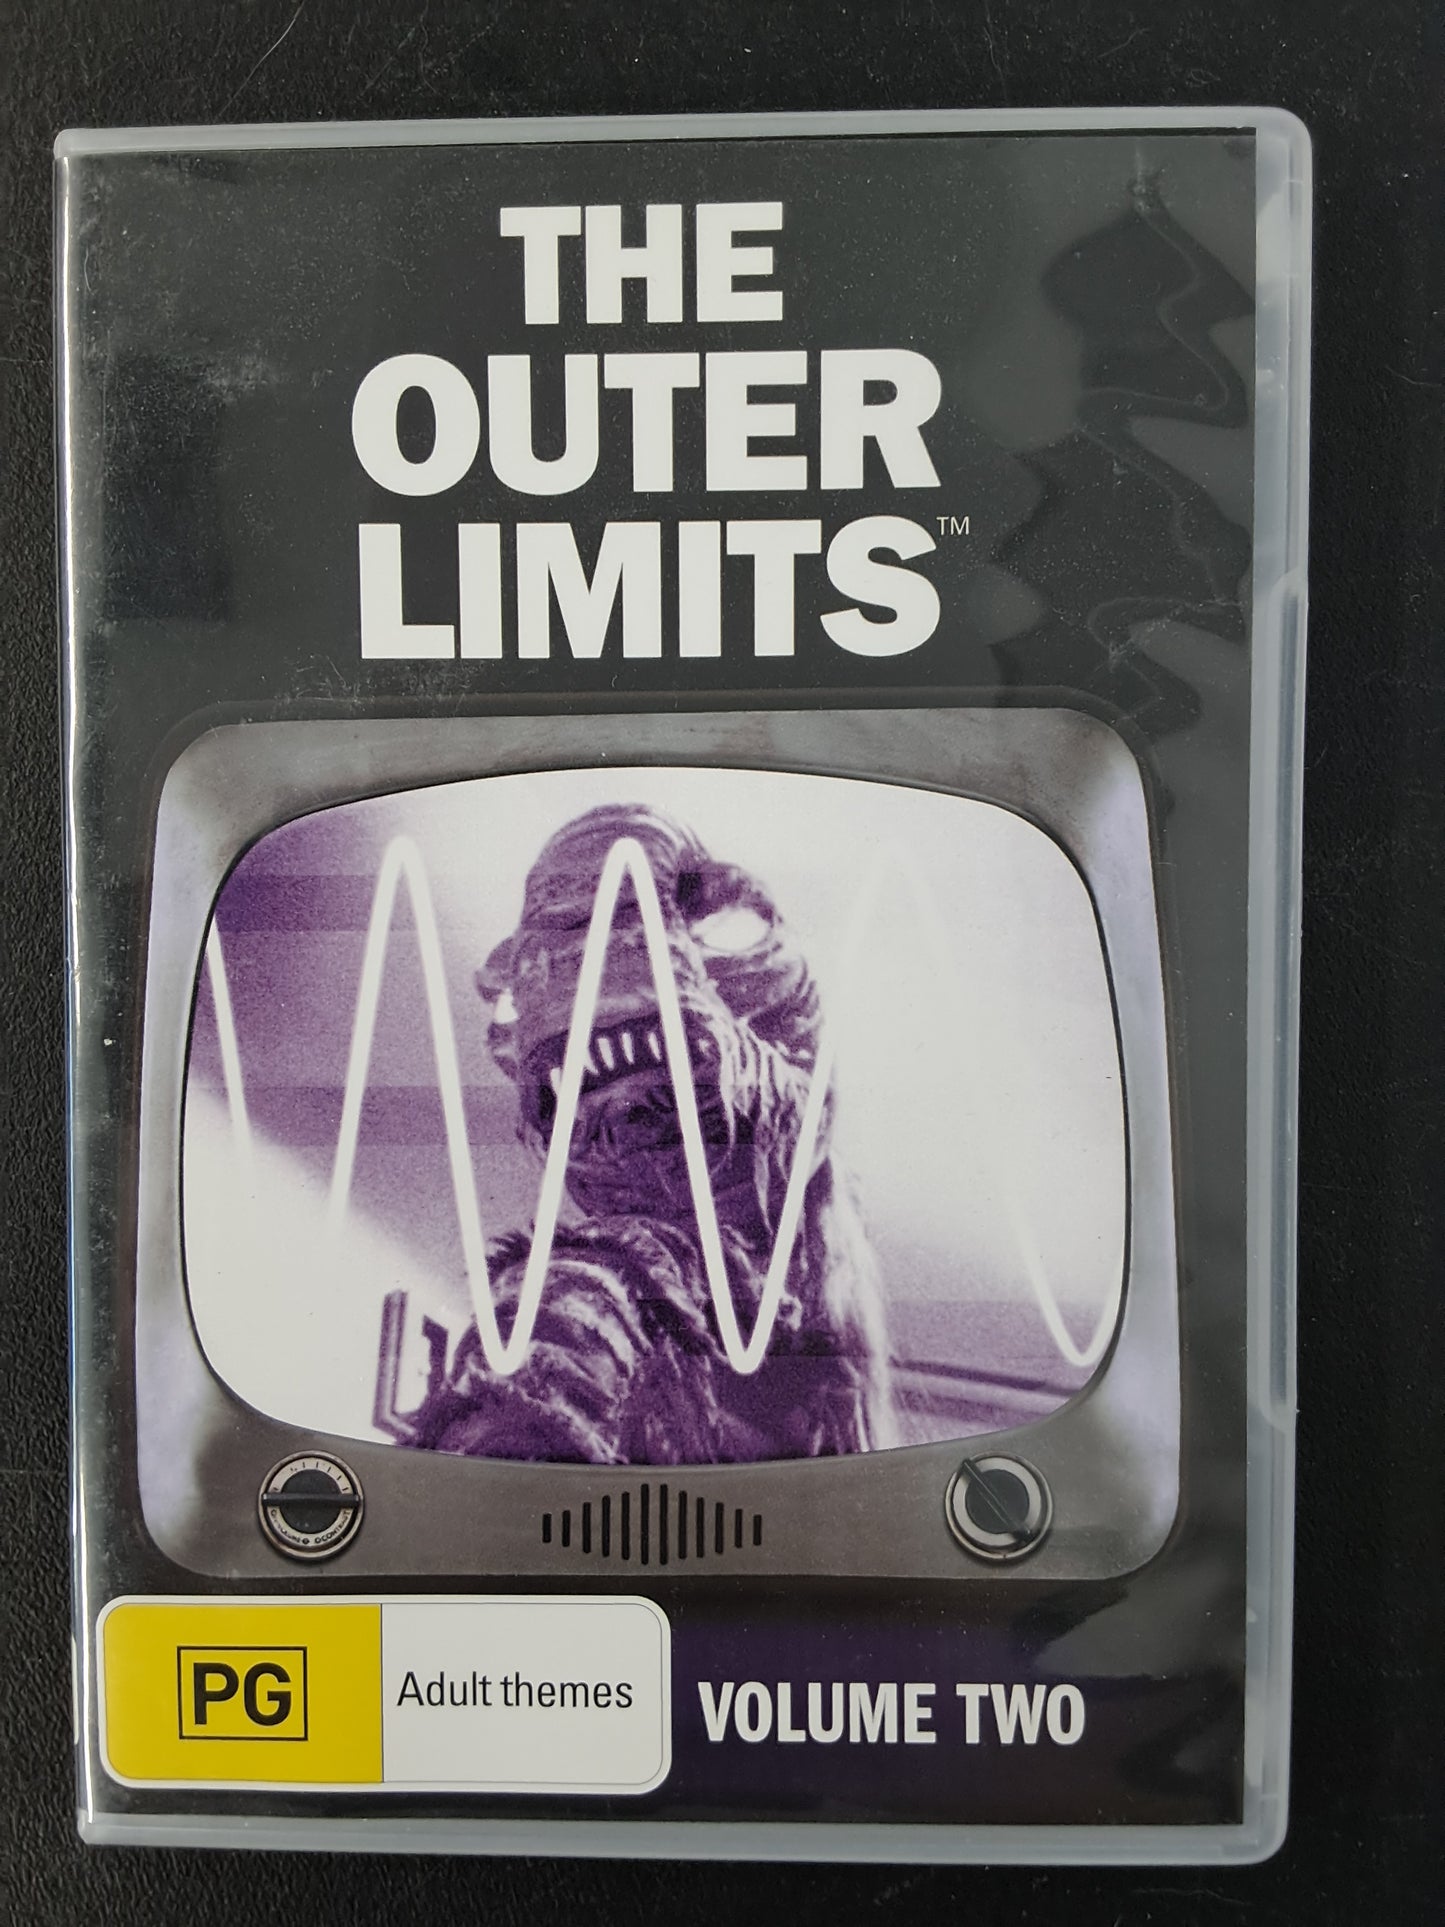 THE
OUTER
LIMITS™
PG
Adult themes
VOLUME TWO